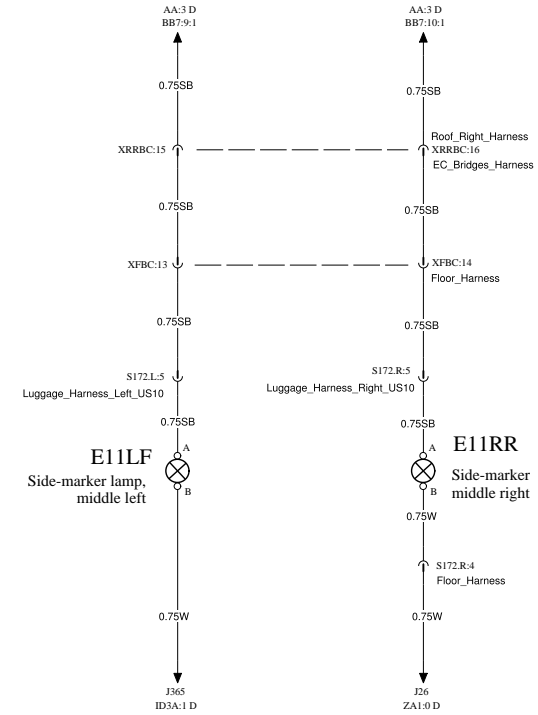 AA:3 D
BB7:9:1
AA:3 D
BB7:10:1
0.75SB
0.75SB
Roof_Right_Harness
XRRBC:15
XRRBC:16
EC_Bridges_Harness
0.75SB
0.75SB
XFBC:13
XFBC:14
Floor_Harness
0.75SB
0.75SB
S172.L:5
Luggage_Harness_Left_US10
S172.R:5
Luggage_Harness_Right_US10
0.75SB
0.75SB
A
E11LF
Side-marker lamp,
middle left
B
A
E11RR
Side-marker
middle right
B
0.75W
S172.R:4
Floor_Harness
0.75W
0.75W
J365
ID3A:1 D
J26
ZA1:0 D